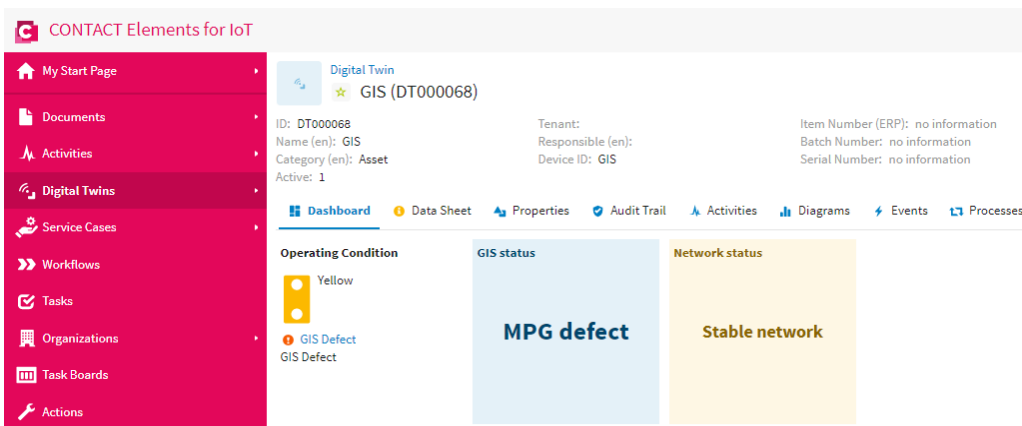 CONTACT Elements for IoT
My Start Page
Documents
Activities
Digital Twins
Service Cases
Workflows
Tasks
Organizations
Task Boards
Actions
Digital Twin
GIS (DT000068)
ID: DT000068
Name (en): GIS
Category (en): Asset
Active: 1
Tenant:
Responsible (en):
Device ID: GIS
Item Number (ERP): no information
Batch Number: no information
Serial Number: no information
Dashboard
Data Sheet
Properties
Audit Trail
Activities
Diagrams
Events
Processes
Operating Condition
Yellow
GIS Defect
GIS Defect
GIS status
MPG defect
Network status
Stable network